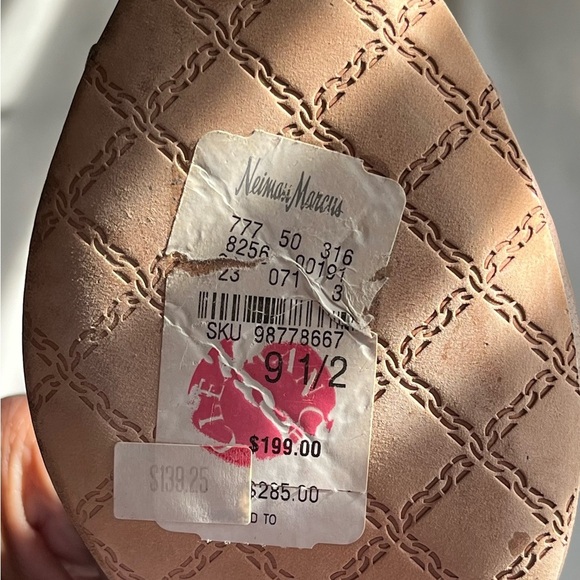 Neiman Marcus
777 50 316
8256 00191
23 071 3
SKU 98778667
9 1/2
$199.00
$139.25
$285.00
D TO